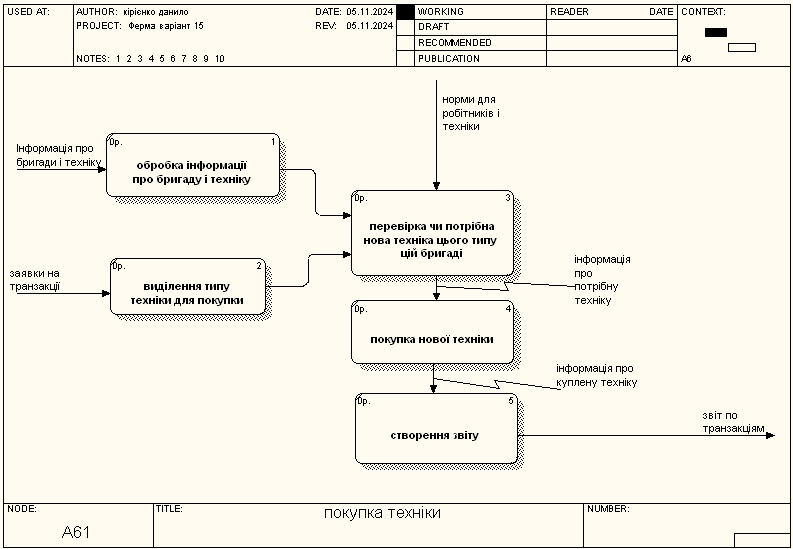 USED AT:
AUTHOR: кірієнко данило
DATE: 05.11.2024
PROJECT: Ферма варіант 15
REV: 05.11.2024
NOTES: 1 2 3 4 5 6 7 8 9 10
WORKING
DRAFT
RECOMMENDED
PUBLICATION
READER DATE
CONTEXT:
A6
норми для
робітників і
техніки
Інформація про
бригади і техніку
0р. 1
обробка інформації
про бригаду і техніку
0р. 3
перевірка чи потрібна
нова техніка цього типу
цій бригаді
заявки на
транзакції
0р. 2
виділення типу
техніки для покупки
інформація
про
потрібну
техніку
0р. 4
покупка нової техніки
інформація про
куплену техніку
0р. 5
створення звіту
звіт по
транзакціям
NODE:
A61
TITLE:
покупка техніки
NUMBER: